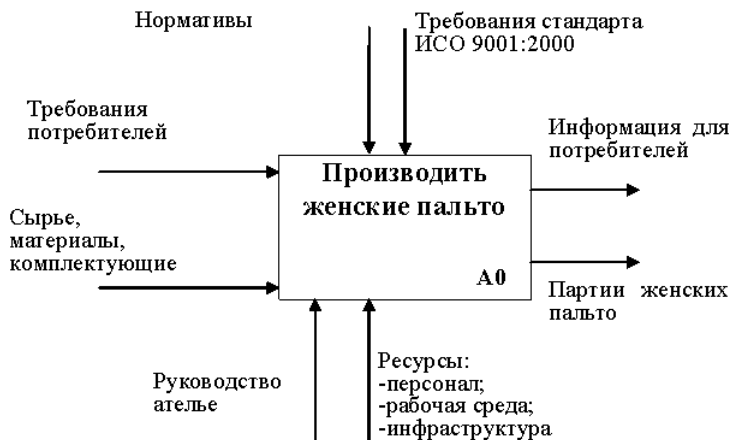 Нормативы
Требования стандарта
ИСО 9001:2000
Требования
потребителей
Информация для
потребителей
Производить
женские пальто
Сырье,
материалы,
комплектующие
А0
Партии женских
пальто
Руководство
ателье
Ресурсы:
-персонал;
-рабочая среда;
-инфраструктура